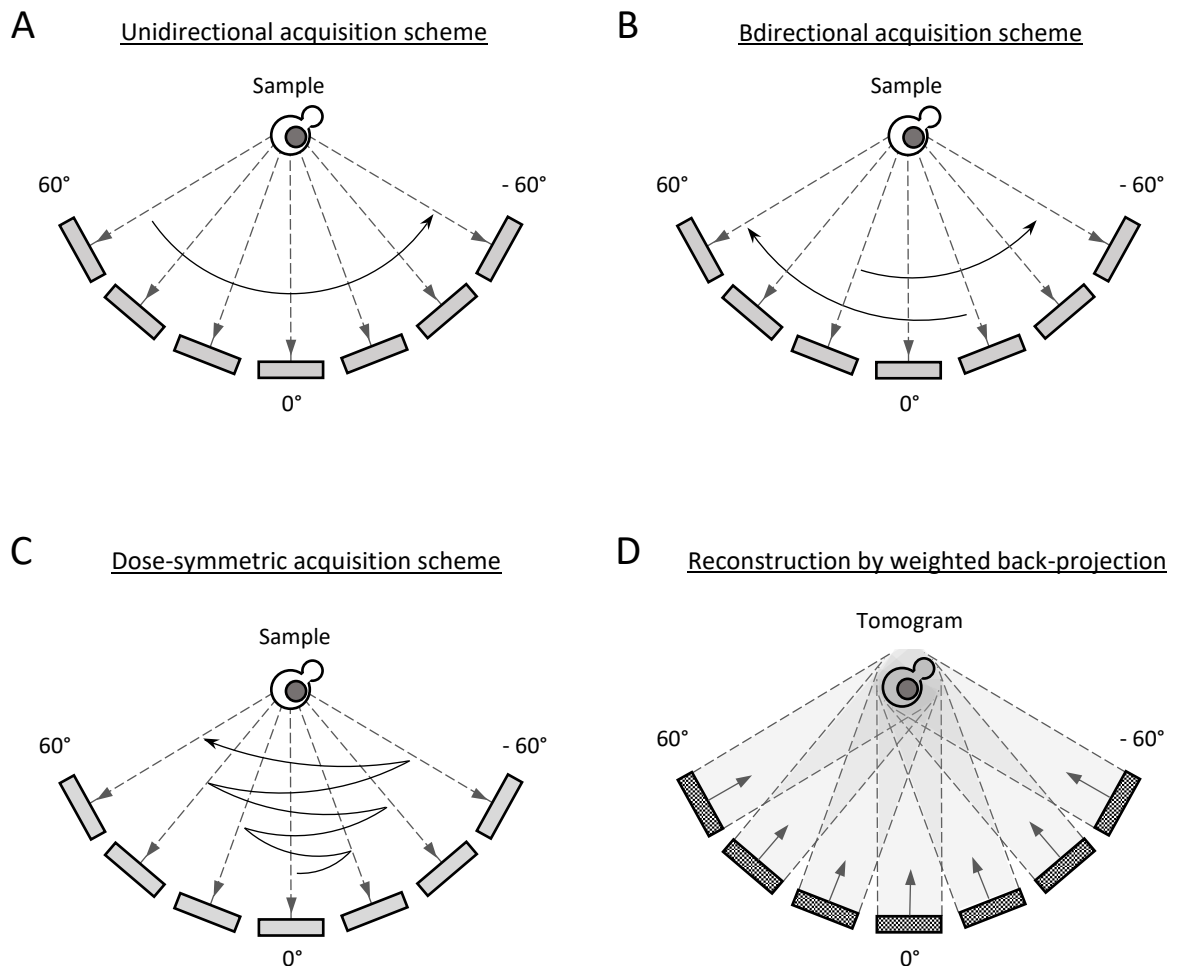 A
Unidirectional acquisition scheme
Sample
60°
- 60°
0°
B
Bdirectional acquisition scheme
Sample
60°
- 60°
0°
C
Dose-symmetric acquisition scheme
Sample
60°
- 60°
0°
D
Reconstruction by weighted back-projection
Tomogram
60°
- 60°
0°